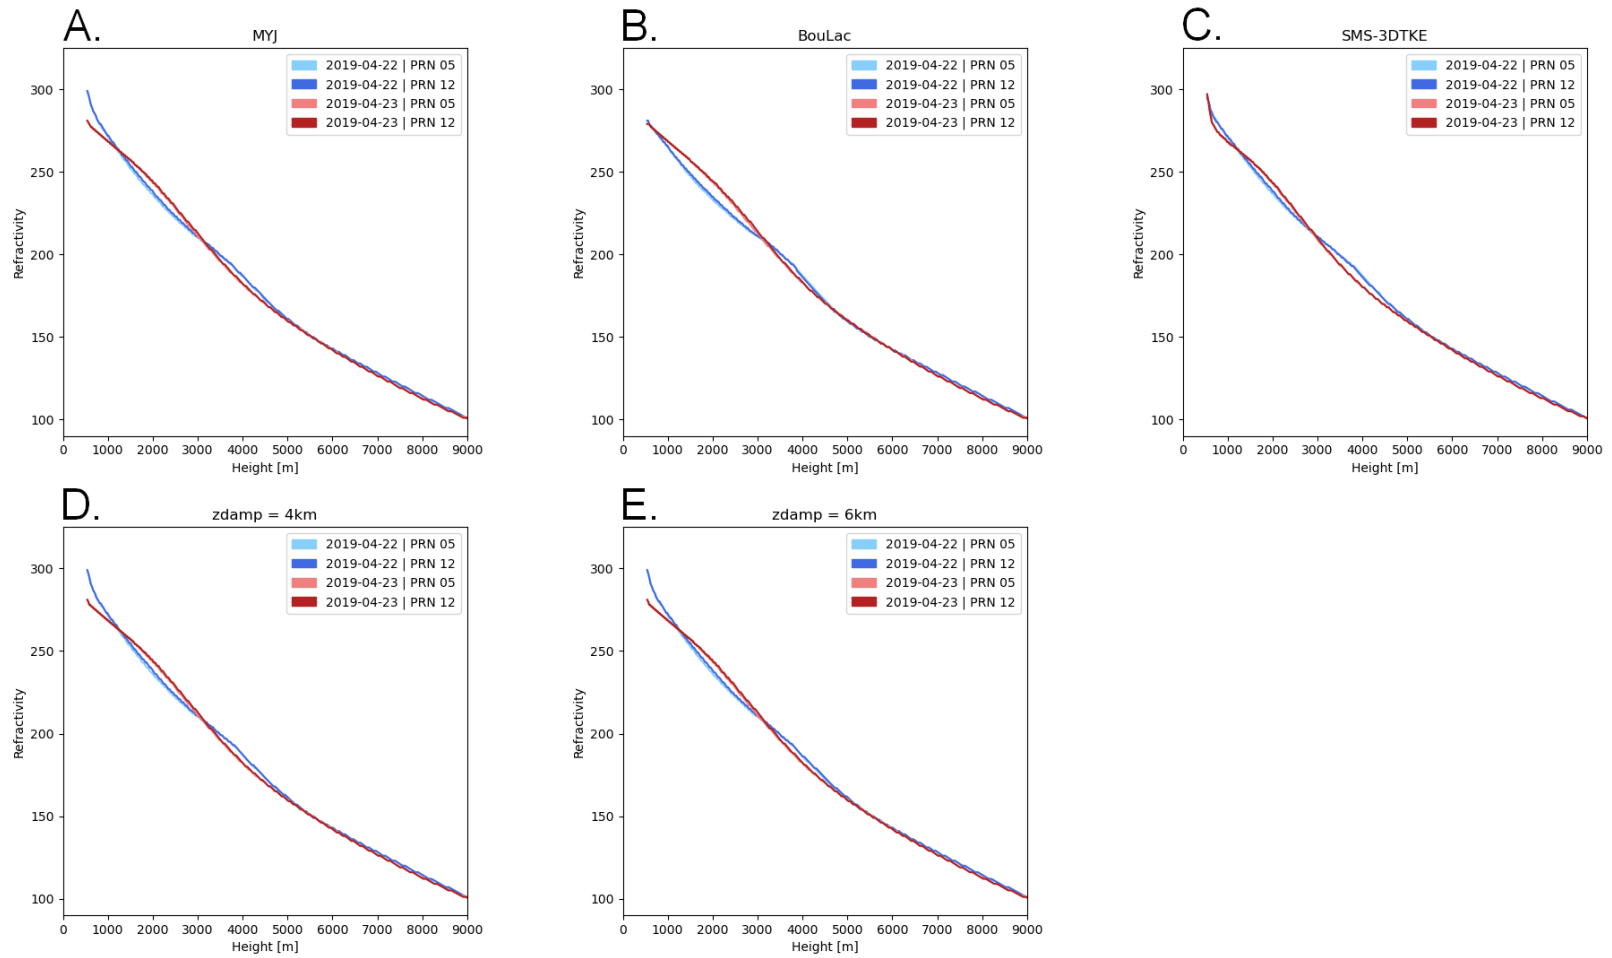 A.
MYJ
2019-04-22 | PRN 05
2019-04-22 | PRN 12
2019-04-23 | PRN 05
2019-04-23 | PRN 12
300
250
200
150
100
Refractivity
0 1000 2000 3000 4000 5000 6000 7000 8000 9000
Height [m]
B.
BouLac
2019-04-22 | PRN 05
2019-04-22 | PRN 12
2019-04-23 | PRN 05
2019-04-23 | PRN 12
300
250
200
150
100
Refractivity
0 1000 2000 3000 4000 5000 6000 7000 8000 9000
Height [m]
C.
SMS-3DTKE
2019-04-22 | PRN 05
2019-04-22 | PRN 12
2019-04-23 | PRN 05
2019-04-23 | PRN 12
300
250
200
150
100
Refractivity
0 1000 2000 3000 4000 5000 6000 7000 8000 9000
Height [m]
D.
zdamp = 4km
2019-04-22 | PRN 05
2019-04-22 | PRN 12
2019-04-23 | PRN 05
2019-04-23 | PRN 12
300
250
200
150
100
Refractivity
0 1000 2000 3000 4000 5000 6000 7000 8000 9000
Height [m]
E.
zdamp = 6km
2019-04-22 | PRN 05
2019-04-22 | PRN 12
2019-04-23 | PRN 05
2019-04-23 | PRN 12
300
250
200
150
100
Refractivity
0 1000 2000 3000 4000 5000 6000 7000 8000 9000
Height [m]